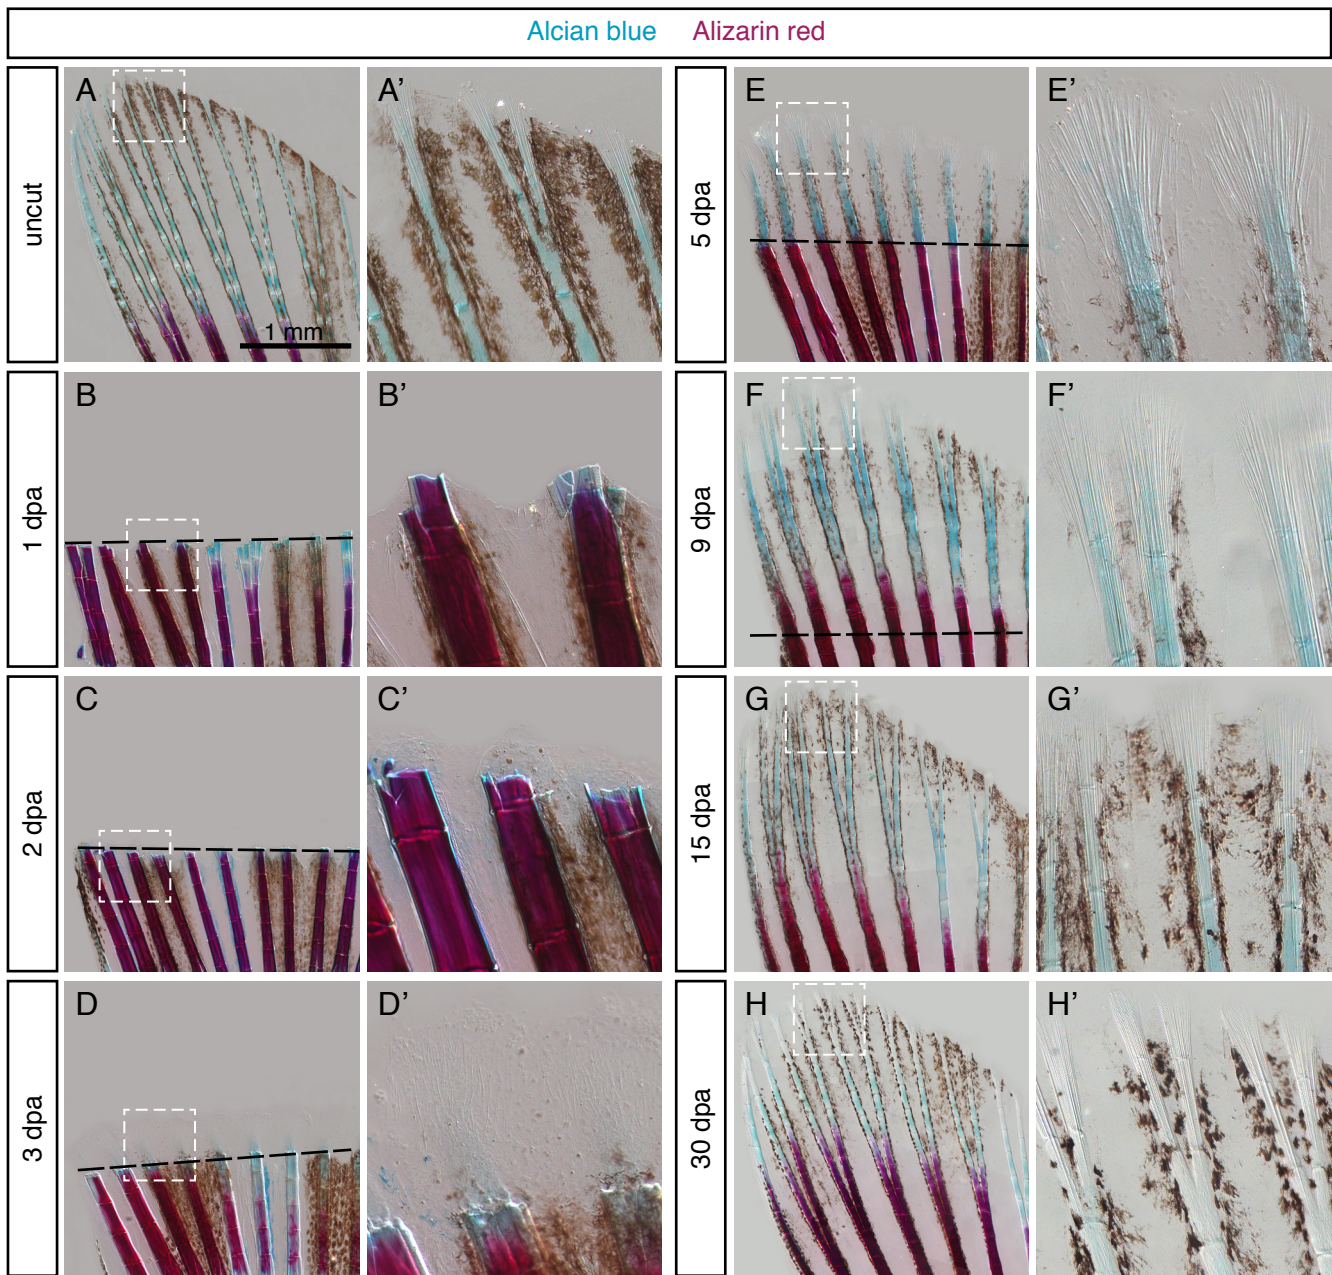 Alcian blue Alizarin red
uncut
A
1 mm
A’
1 dpa
B
B’
2 dpa
C
C’
3 dpa
D
D’
5 dpa
E
E’
9 dpa
F
F’
15 dpa
G
G’
30 dpa
H
H’